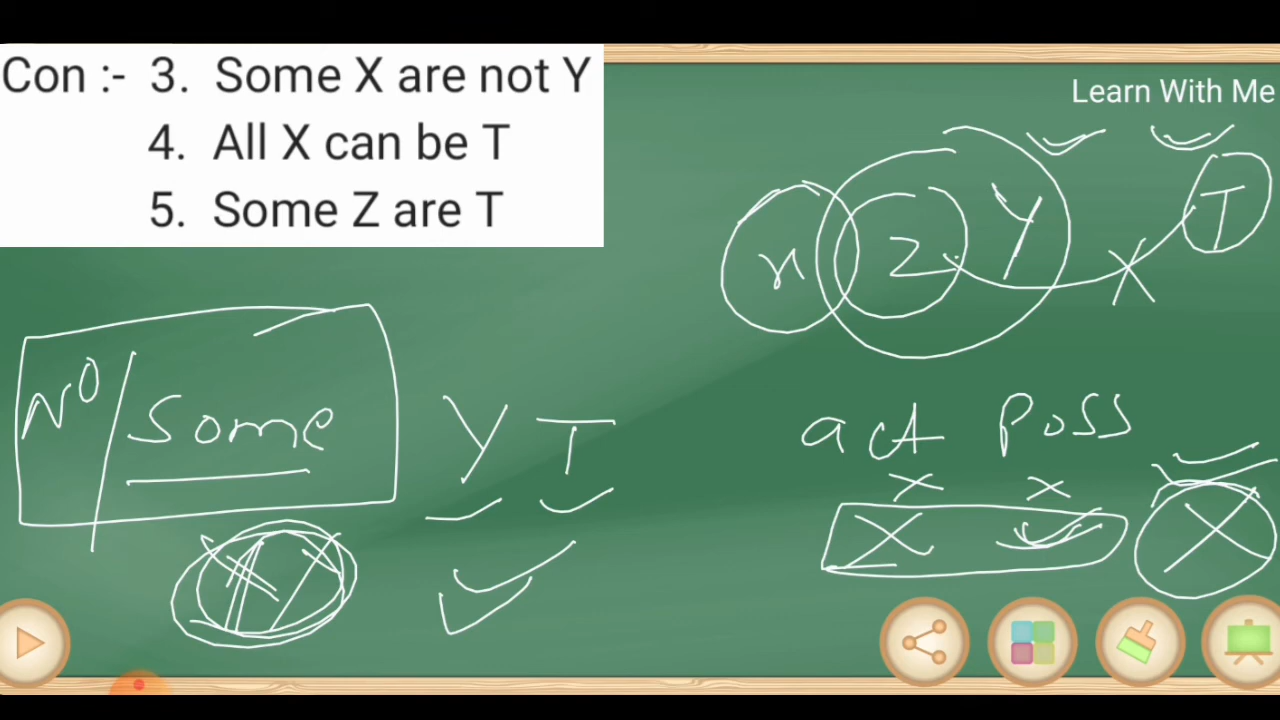 Con :- 3. Some X are not Y
4. All X can be T
5. Some Z are T
Learn With Me
x Z Y T
No/Some Y T
act Poss